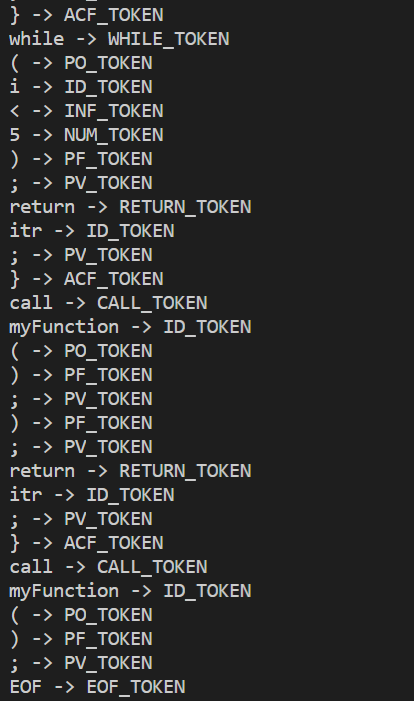 } -> ACF_TOKEN
while -> WHILE_TOKEN
( -> PO_TOKEN
i -> ID_TOKEN
< -> INF_TOKEN
5 -> NUM_TOKEN
) -> PF_TOKEN
; -> PV_TOKEN
return -> RETURN_TOKEN
itr -> ID_TOKEN
; -> PV_TOKEN
} -> ACF_TOKEN
call -> CALL_TOKEN
myFunction -> ID_TOKEN
( -> PO_TOKEN
) -> PF_TOKEN
; -> PV_TOKEN
) -> PF_TOKEN
; -> PV_TOKEN
return -> RETURN_TOKEN
itr -> ID_TOKEN
; -> PV_TOKEN
} -> ACF_TOKEN
call -> CALL_TOKEN
myFunction -> ID_TOKEN
( -> PO_TOKEN
) -> PF_TOKEN
; -> PV_TOKEN
EOF -> EOF_TOKEN